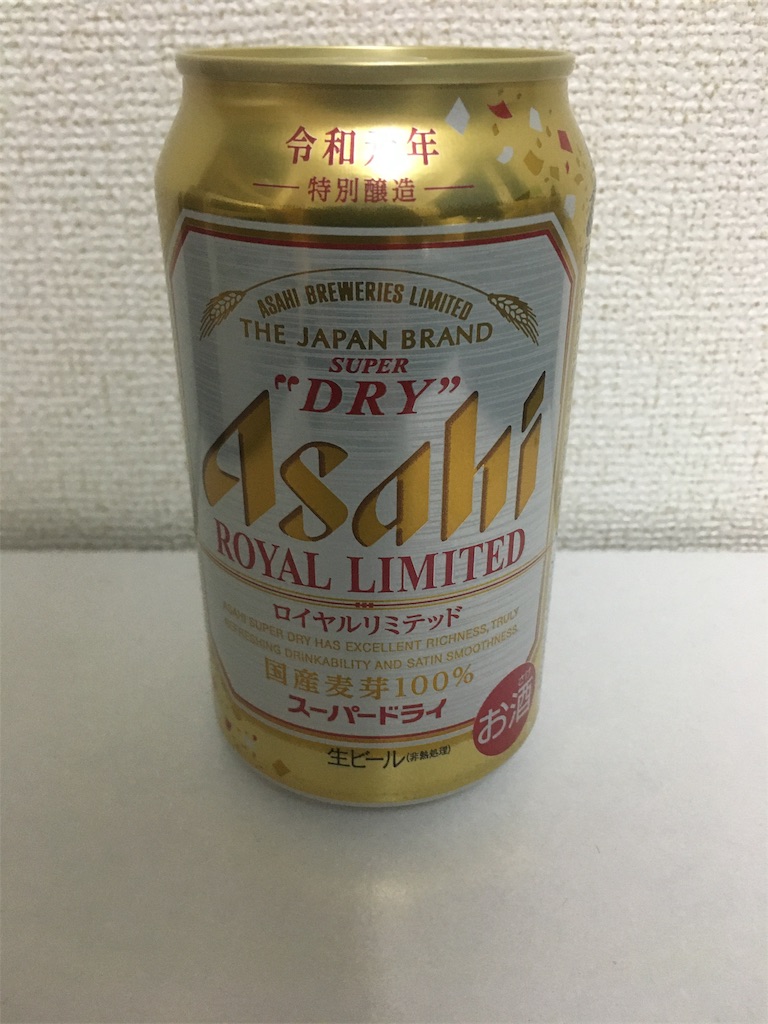 令和元年
特別醸造
ASAHI BREWERIES LIMITED
THE JAPAN BRAND
SUPER
“DRY”
Asahi
ROYAL LIMITED
ロイヤルリミテッド
ASAHI SUPER DRY HAS EXCELLENT RICHNESS, TRULY
REFRESHING DRINKABILITY AND SATIN SMOOTHNESS.
国産麦芽100%
スーパードライ
お酒
生ビール(非熱処理)